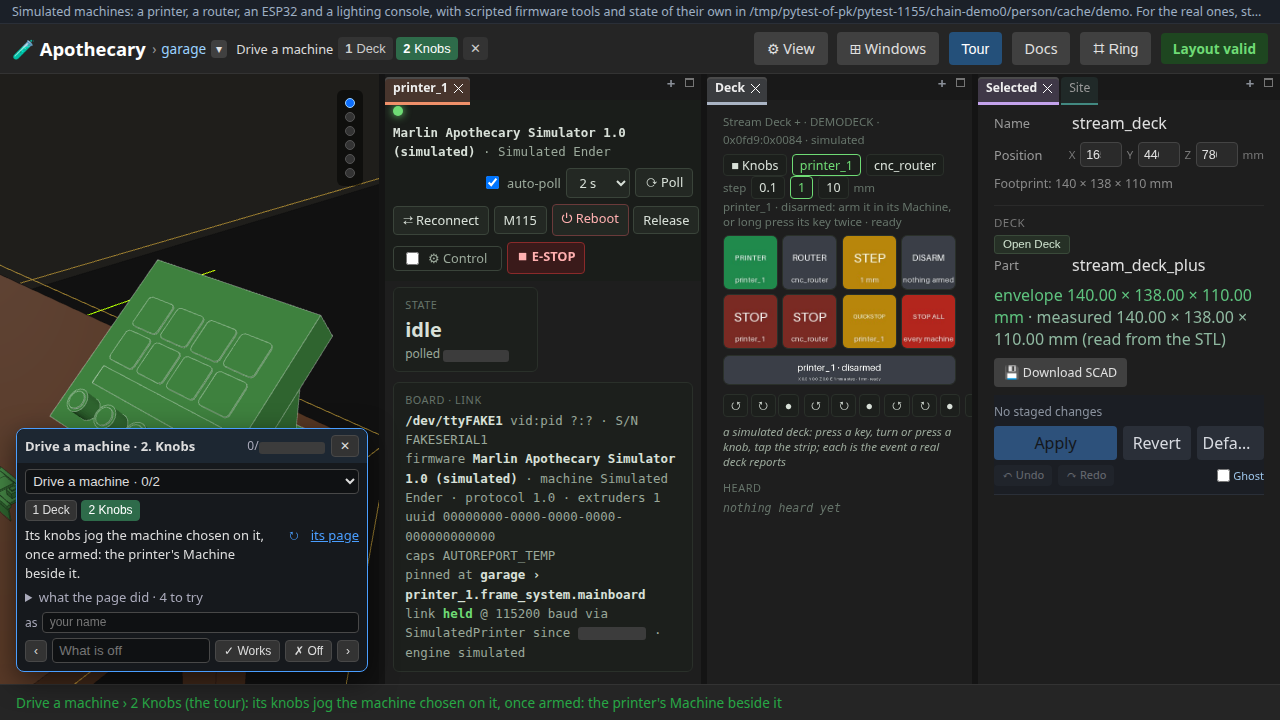 Simulated machines: a printer, a router, an ESP32 and a lighting console, with scripted firmware tools and state of their own in /tmp/pytest-of-pk/pytest-1155/chain-demo0/person/cache/demo. For the real ones, st...
Apothecary › garage ▾ Drive a machine 1 Deck 2 Knobs ✕ ⚙ View ⊞ Windows Tour Docs Ring Layout valid
printer_1
Marlin Apothecary Simulator 1.0
(simulated) · Simulated Ender
auto-poll 2 s Poll
Reconnect M115 Reboot Release
Control E-STOP
STATE
idle
polled
BOARD · LINK
/dev/ttyFAKE1 vid:pid ?:? · S/N
FAKESERIAL1
firmware Marlin Apothecary Simulator
1.0 (simulated) · machine Simulated
Ender · protocol 1.0 · extruders 1
uuid 00000000-0000-0000-0000-
000000000000
caps AUTOREPORT_TEMP
pinned at garage ›
printer_1.frame_system.mainboard
link held @ 115200 baud via
SimulatedPrinter since ·
engine simulated
Deck
Stream Deck + · DEMODECK ·
0x0fd9:0x0084 · simulated
Knobs printer_1 cnc_router
step 0.1 1 10 mm
printer_1 · disarmed: arm it in its Machine,
or long press its key twice · ready
PRINTER ROUTER STEP DISARM
printer_1 cnc_router 1 mm nothing armed
STOP STOP QUICKSTOP STOP ALL
printer_1 cnc_router printer_1 every machine
printer_1 · disarmed
a simulated deck: press a key, turn or press a
knob, tap the strip; each is the event a real
deck reports
HEARD
nothing heard yet
Selected Site
Name stream_deck
Position X 16 Y 44 Z 78 mm
Footprint: 140 × 138 × 110 mm
DECK
Open Deck
Part stream_deck_plus
envelope 140.00 × 138.00 × 110.00
mm · measured 140.00 × 138.00 ×
110.00 mm (read from the STL)
Download SCAD
No staged changes
Apply Revert Defa...
Undo Redo Ghost
Drive a machine · 2. Knobs 0/ ✕
Drive a machine · 0/2
1 Deck 2 Knobs
Its knobs jog the machine chosen on it, ↻ its page
once armed: the printer's Machine
beside it.
what the page did · 4 to try
as your name
‹ What is off ✓ Works ✗ Off ›
Drive a machine › 2 Knobs (the tour): its knobs jog the machine chosen on it, once armed: the printer's Machine beside it